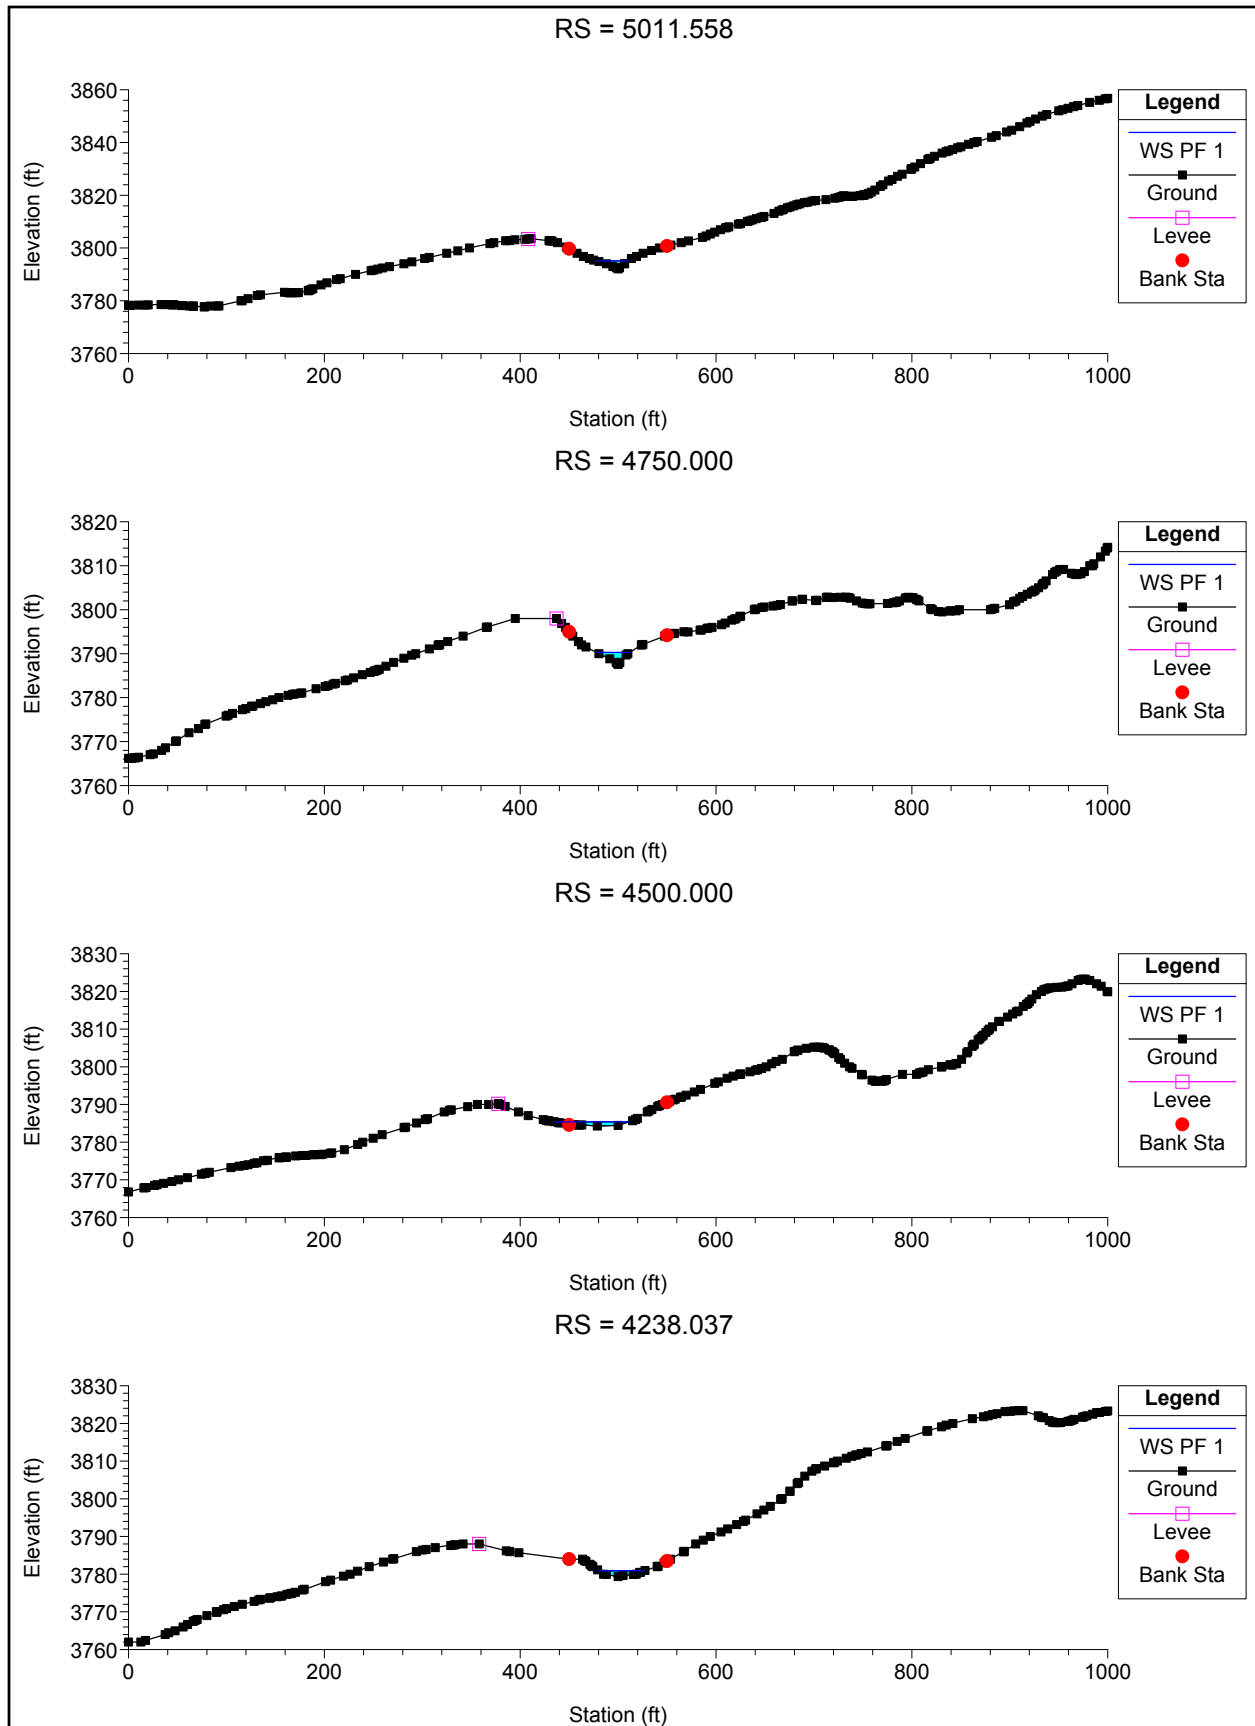 RS = 5011.558
3860
3840
3820
3800
3780
3760
Elevation (ft)
0 200 400 600 800 1000
Station (ft)
Legend
WS PF 1
Ground
Levee
Bank Sta
RS = 4750.000
3820
3810
3800
3790
3780
3770
3760
Elevation (ft)
0 200 400 600 800 1000
Station (ft)
Legend
WS PF 1
Ground
Levee
Bank Sta
RS = 4500.000
3830
3820
3810
3800
3790
3780
3770
3760
Elevation (ft)
0 200 400 600 800 1000
Station (ft)
Legend
WS PF 1
Ground
Levee
Bank Sta
RS = 4238.037
3830
3820
3810
3800
3790
3780
3770
3760
Elevation (ft)
0 200 400 600 800 1000
Station (ft)
Legend
WS PF 1
Ground
Levee
Bank Sta